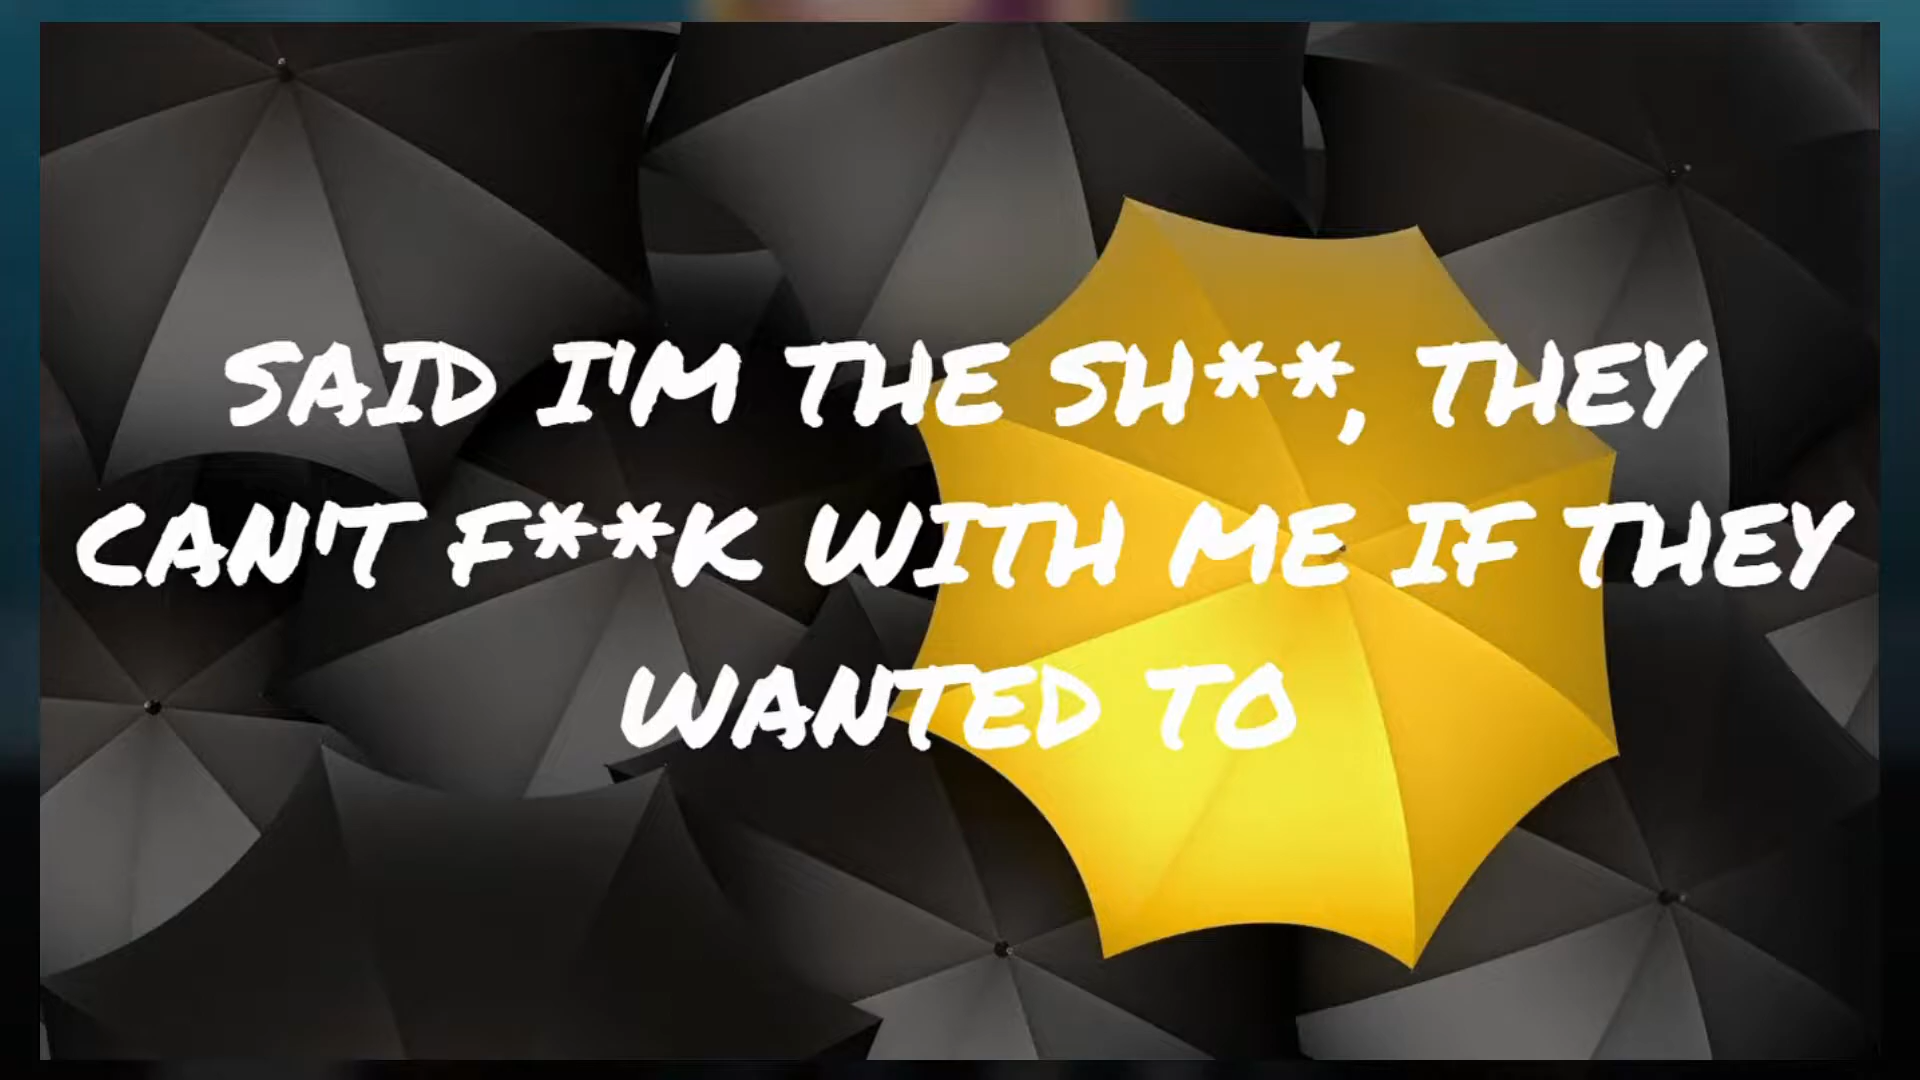 SAID I'M THE SH**, THEY
CAN'T F**K WITH ME IF THEY
WANTED TO